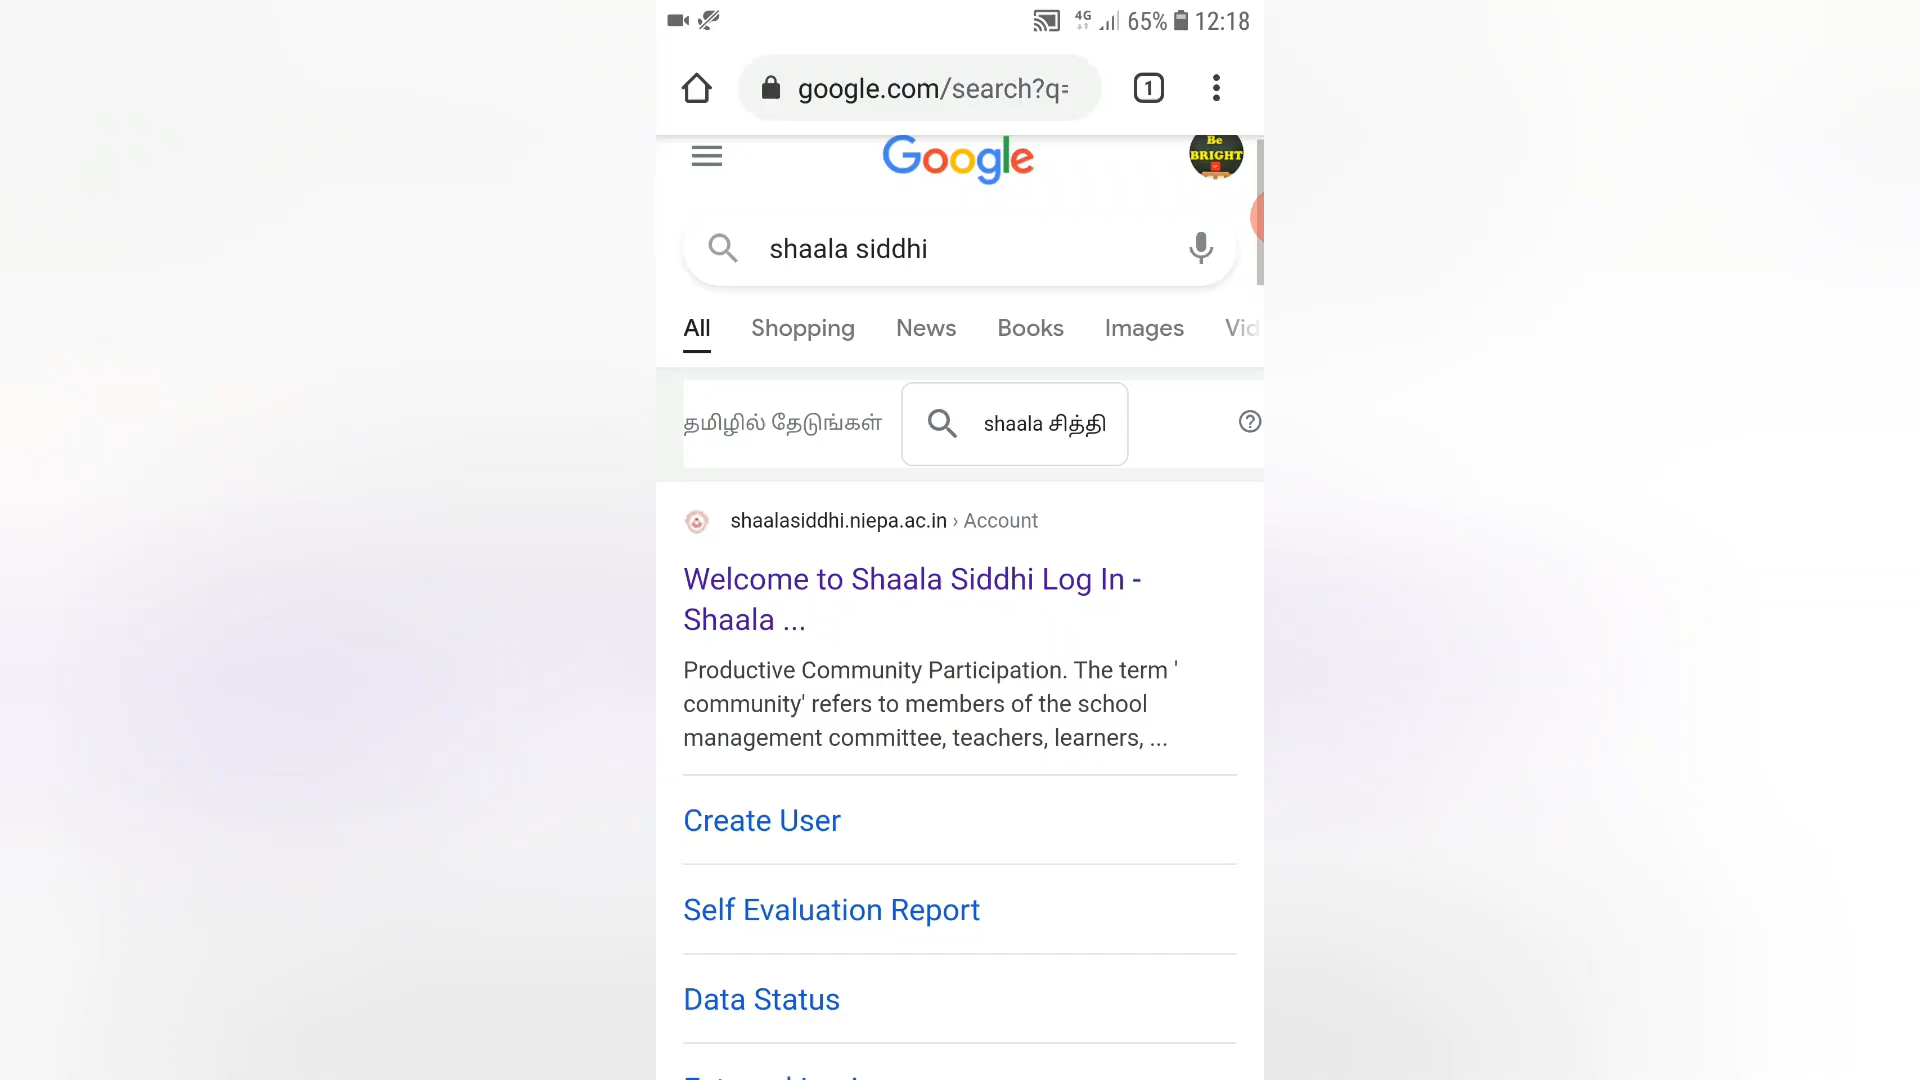 4G 65% 12:18
google.com/search?q=
1
Google
Be
BRIGHT
shaala siddhi
All Shopping News Books Images Vid
தமிழில் தேடுங்கள் shaala சித்தி
shaalasiddhi.niepa.ac.in › Account
Welcome to Shaala Siddhi Log In -
Shaala ...
Productive Community Participation. The term '
community' refers to members of the school
management committee, teachers, learners, ...
Create User
Self Evaluation Report
Data Status